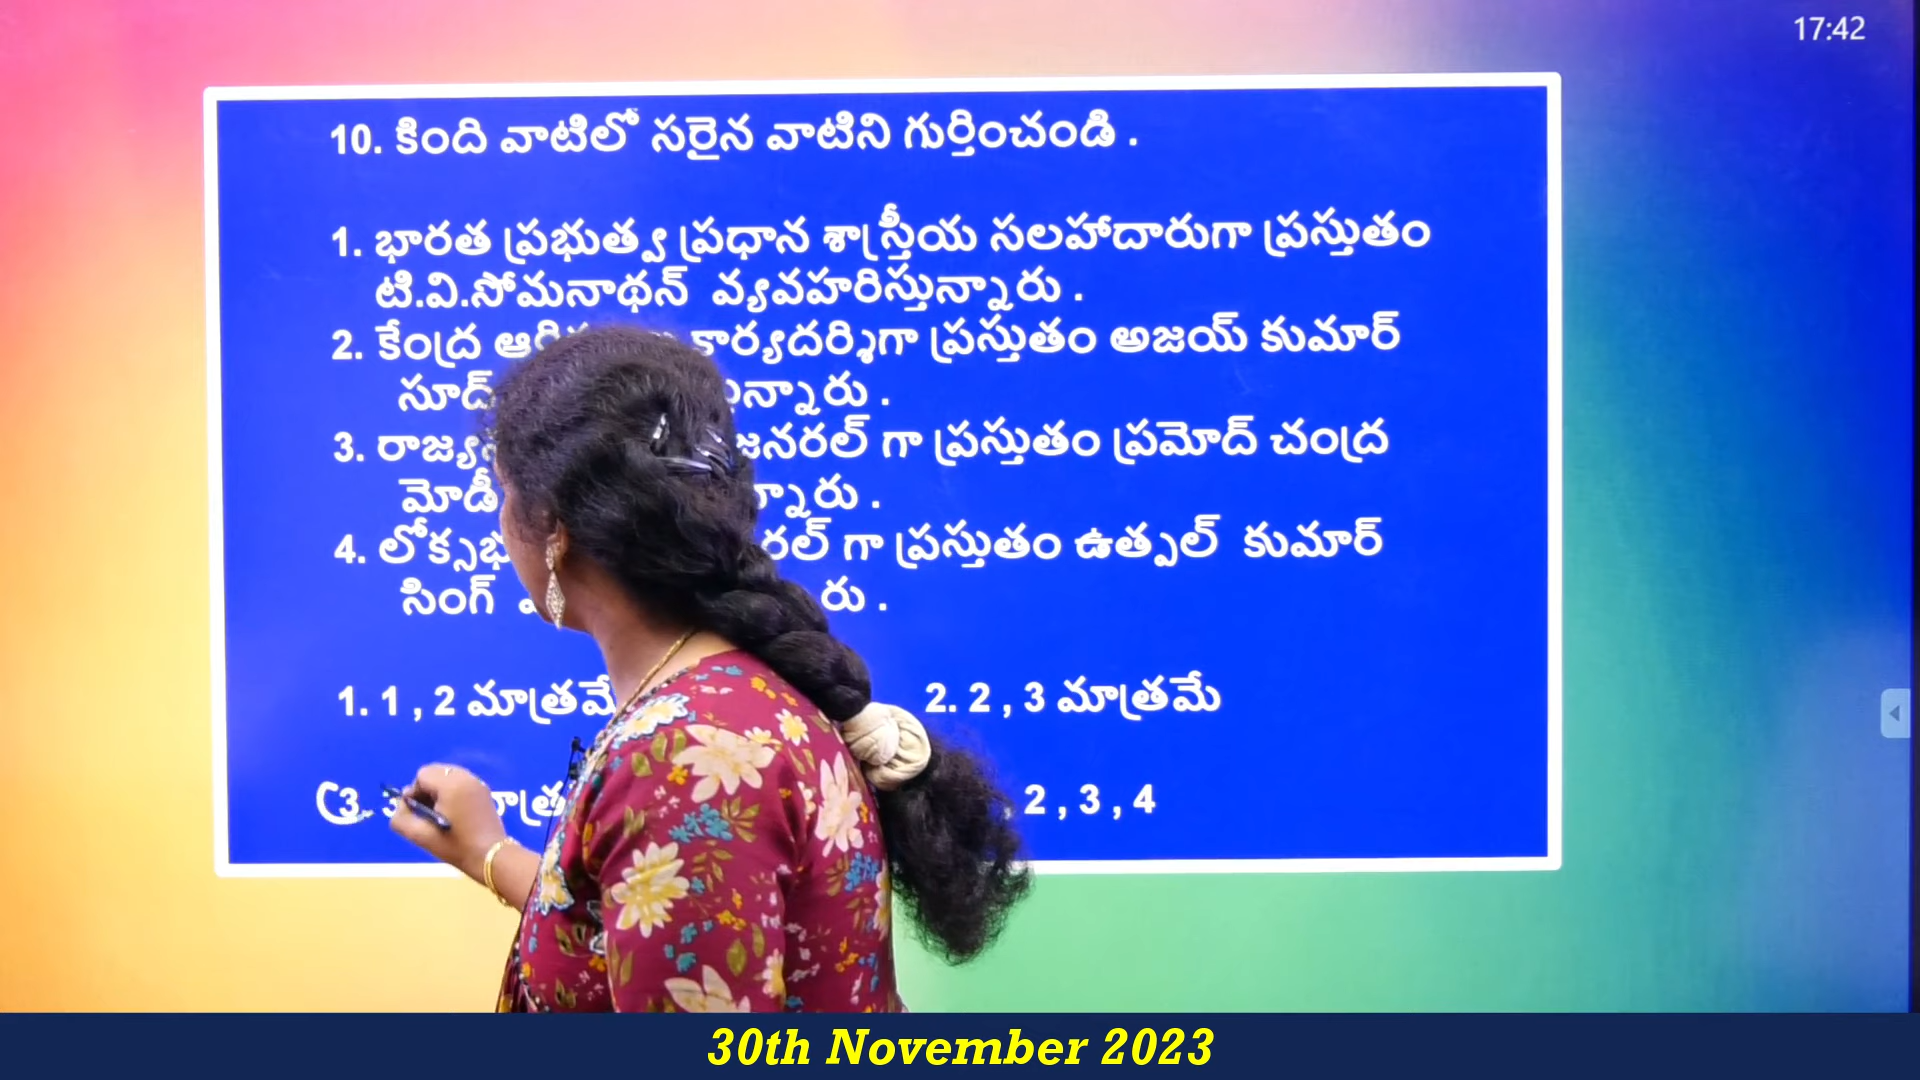 17:42
10. కింది వాటిలో సరైన వాటిని గుర్తించండి .
1. భారత ప్రభుత్వ ప్రధాన శాస్త్రీయ సలహాదారుగా ప్రస్తుతం
టి.వి.సోమనాథన్ వ్యవహరిస్తున్నారు .
2. కేంద్ర కార్యదర్శిగా ప్రస్తుతం అజయ్ కుమార్
సూద్ .
3. జనరల్ గా ప్రస్తుతం ప్రమోద్ చంద్ర
మోడీ .
4. గా ప్రస్తుతం ఉత్పల్ కుమార్
సింగ్ .
1. 1 , 2 మాత్రమే
2. 2 , 3 మాత్రమే
3.
2 , 3 , 4
30th November 2023